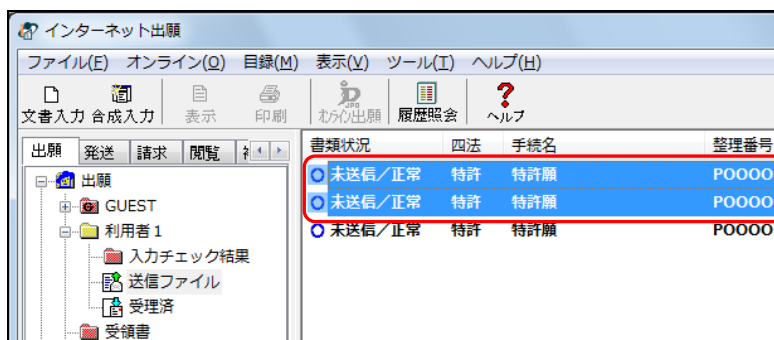 インターネット出願
ファイル(F) オンライン(O) 目録(M) 表示(V) ツール(T) ヘルプ(H)
文書入力 合成入力 表示 印刷 オンライン出願 履歴照会 ヘルプ
出願 発送 請求 閲覧
書類状況 四法 手続名 整理番号
出願
GUEST
利用者1
入力チェック結果
送信ファイル
受理済
受領書
未送信/正常 特許 特許願 P0000
未送信/正常 特許 特許願 P0000
未送信/正常 特許 特許願 P0000